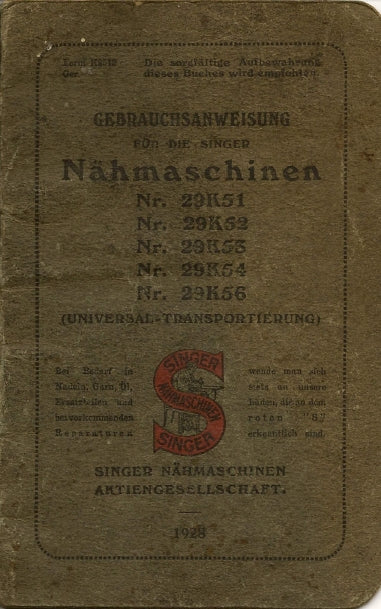 Form K6513
Ger.
Die sorgfältige Aufbewahrung
dieses Buches wird empfohlen.
GEBRAUCHSANWEISUNG
FÜR DIE SINGER
Nähmaschinen
Nr. 29K51
Nr. 29K52
Nr. 29K53
Nr. 29K54
Nr. 29K56
(UNIVERSAL-TRANSPORTIERUNG)
Bei Bedarf in
Nadeln, Garn, Öl,
Ersatzteilen und
bei vorkommenden
Reparaturen
SINGER
NÄHMASCHINEN
SINGER
wende man sich
stets an unsere
Läden, die an dem
roten "S"
erkenntlich sind.
SINGER NÄHMASCHINEN
AKTIENGESELLSCHAFT.
1928